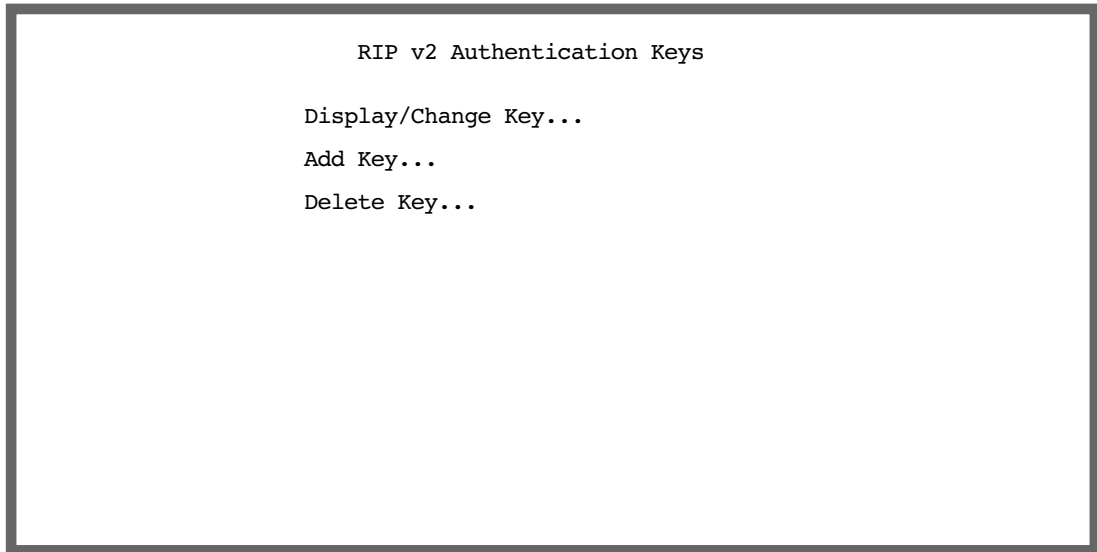 RIP v2 Authentication Keys
Display/Change Key...
Add Key...
Delete Key...